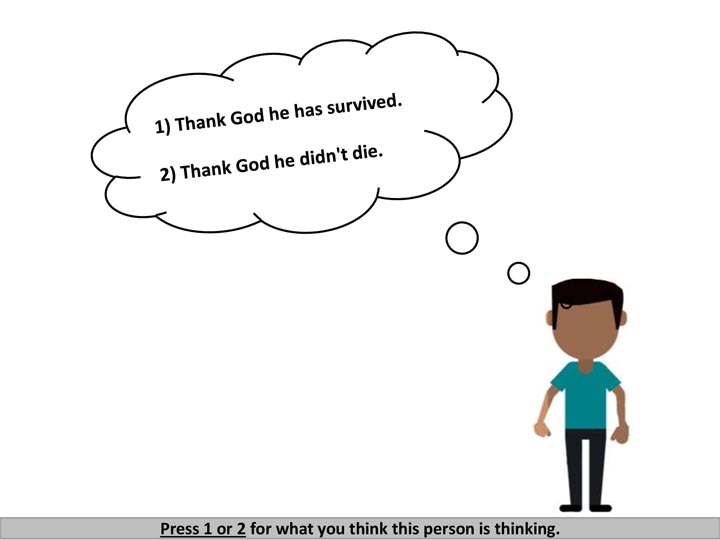 1) Thank God he has survived.
2) Thank God he didn't die.
Press 1 or 2 for what you think this person is thinking.